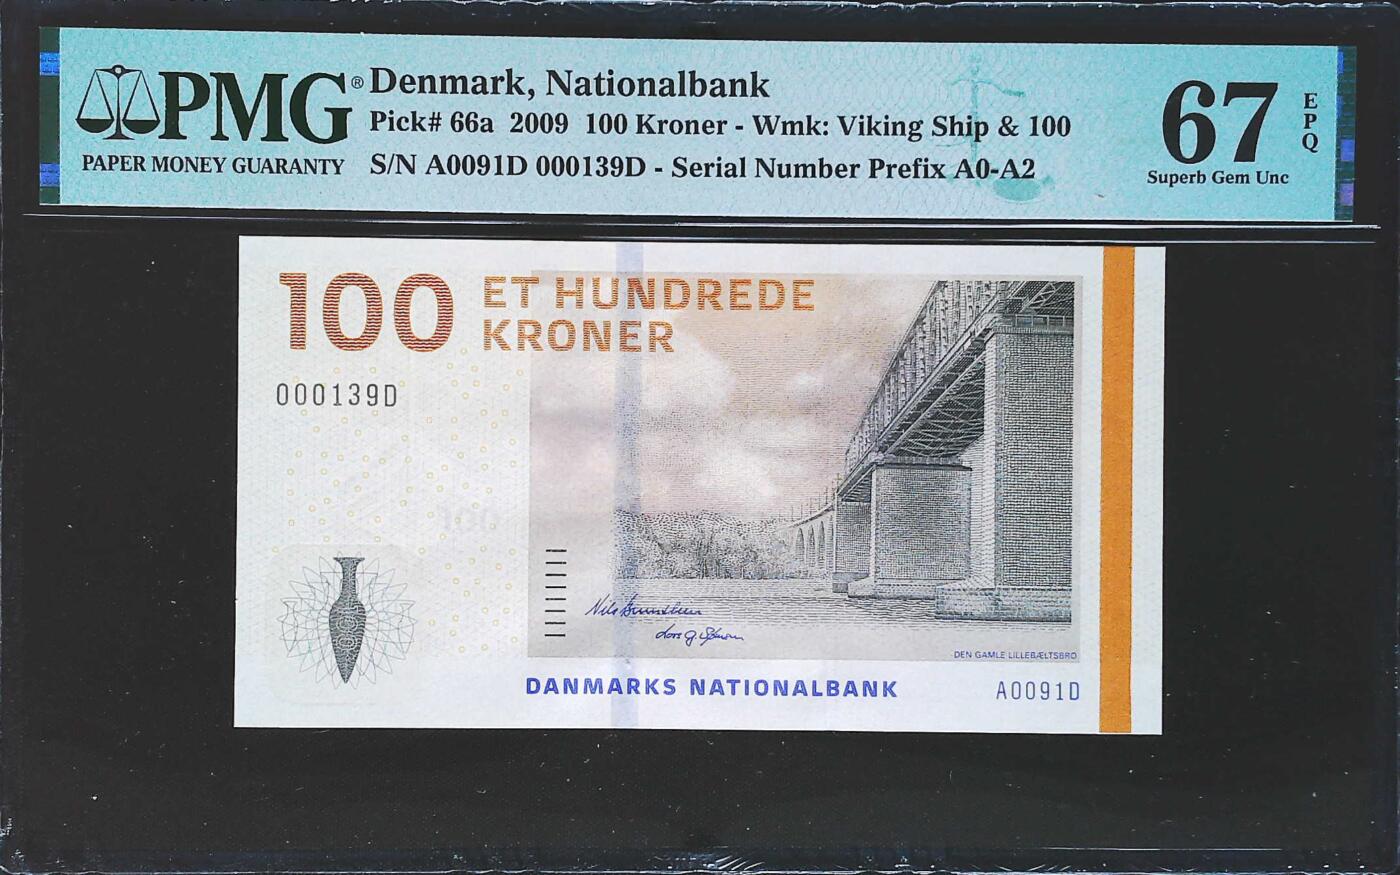 PMG®
PAPER MONEY GUARANTY
Denmark, Nationalbank
Pick# 66a 2009 100 Kroner - Wmk: Viking Ship & 100
S/N A0091D 000139D - Serial Number Prefix A0-A2
67
EPQ
Superb Gem Unc
100
ET HUNDREDE
KRONER
000139D
DEN GAMLE LILLEBÆLTSBRO
DANMARKS NATIONALBANK
A0091D